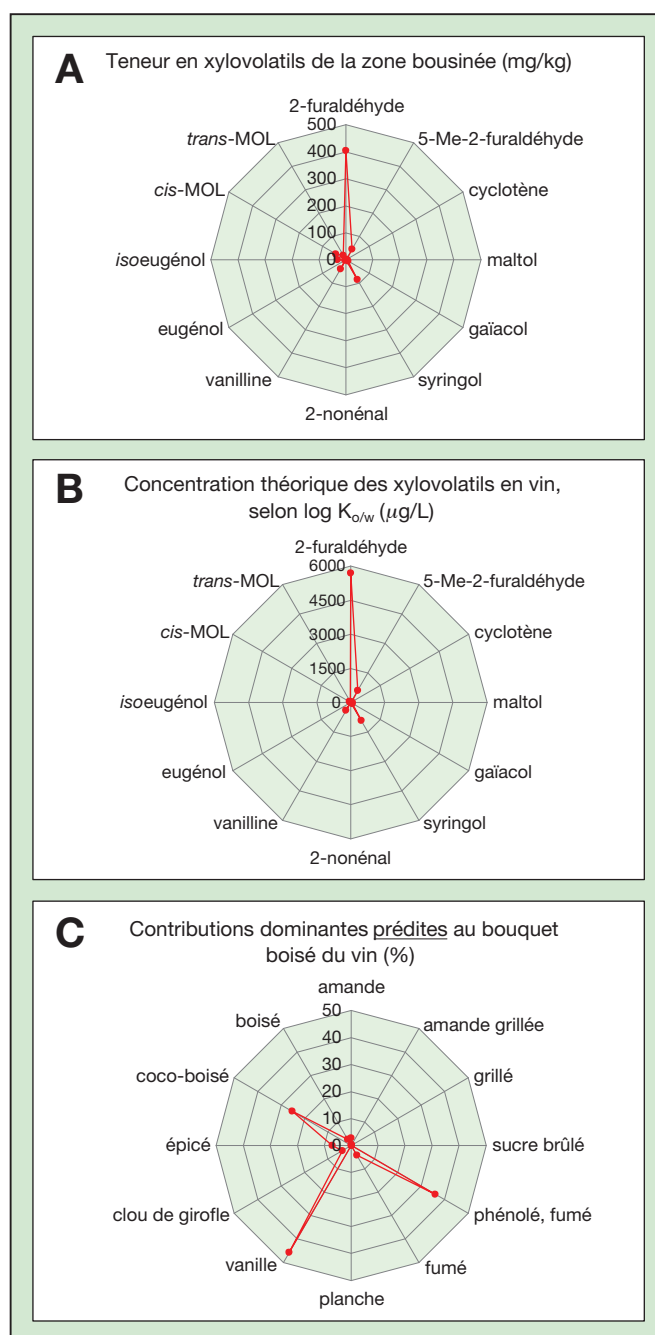 A
Teneur en xylovolatils de la zone bousinée (mg/kg)
2-furaldéhyde
500
trans-MOL
5-Me-2-furaldéhyde
400
300
cis-MOL
cyclotène
200
100
isoeugénol
0
maltol
eugénol
gaïacol
vanilline
syringol
2-nonénal
B
Concentration théorique des xylovolatils en vin,
selon log Ko/w (µg/L)
2-furaldéhyde
6000
trans-MOL
5-Me-2-furaldéhyde
4500
cis-MOL
3000
cyclotène
1500
isoeugénol
0
maltol
eugénol
gaïacol
vanilline
syringol
2-nonénal
C
Contributions dominantes prédites au bouquet
boisé du vin (%)
amande
50
boisé
amande grillée
40
30
coco-boisé
grillé
20
10
épicé
0
sucre brûlé
clou de girofle
phénolé, fumé
vanille
fumé
planche